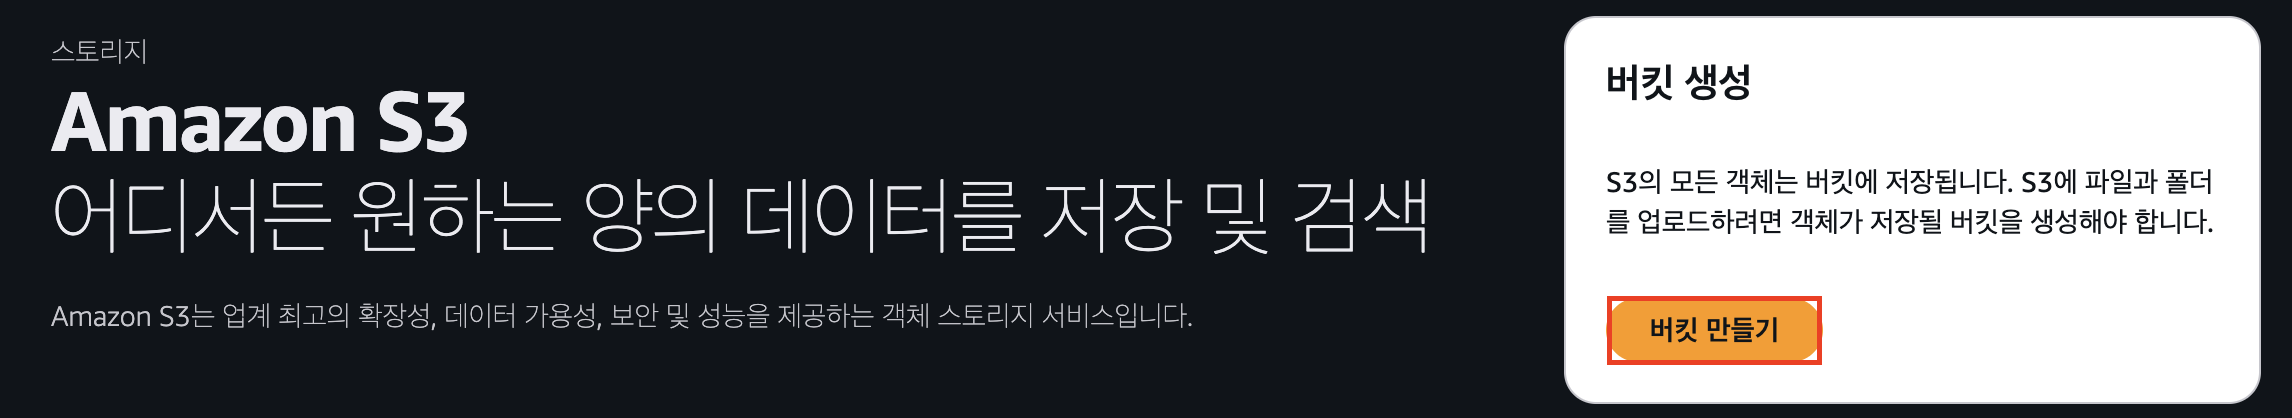 스토리지
Amazon S3
어디서든 원하는 양의 데이터를 저장 및 검색
Amazon S3는 업계 최고의 확장성, 데이터 가용성, 보안 및 성능을 제공하는 객체 스토리지 서비스입니다.
버킷 생성
S3의 모든 객체는 버킷에 저장됩니다. S3에 파일과 폴더
를 업로드하려면 객체가 저장될 버킷을 생성해야 합니다.
버킷 만들기